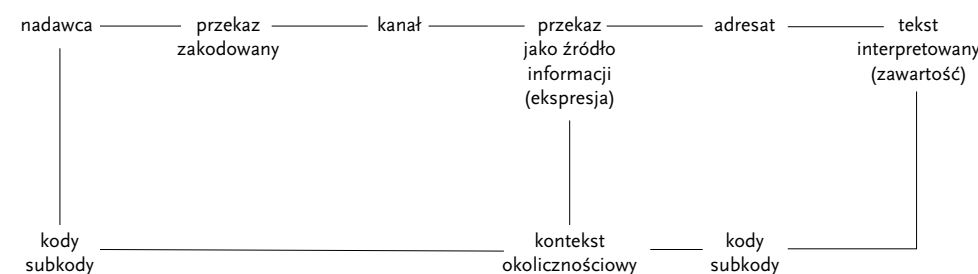 nadawca
przekaz
zakodowany
kanał
przekaz
jako źródło
informacji
(ekspresja)
adresat
tekst
interpretowany
(zawartość)
kody
subkody
kontekst
okolicznościowy
kody
subkody